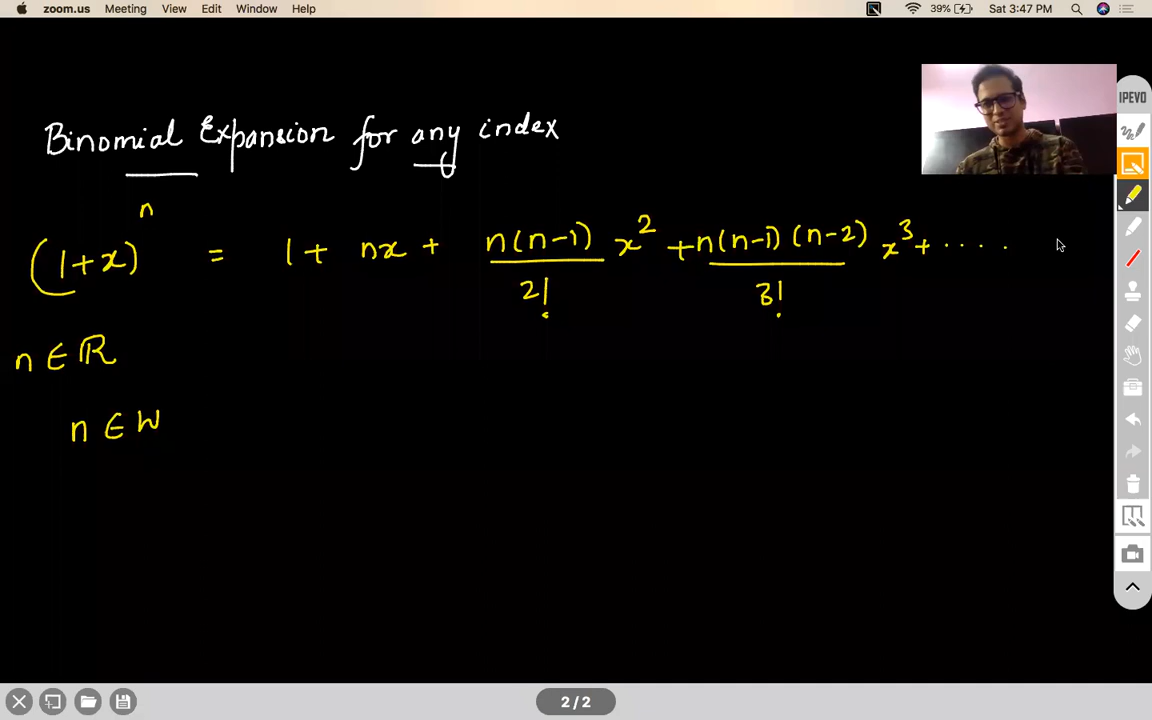 zoom.us Meeting View Edit Window Help 39% Sat 3:47 PM
IPEVO
Binomial Expansion for any index
(1+x)^n = 1 + nx + n(n-1)/2! x^2 + n(n-1)(n-2)/3! x^3 + ....
n ∈ ℝ
n ∈ W
2 / 2